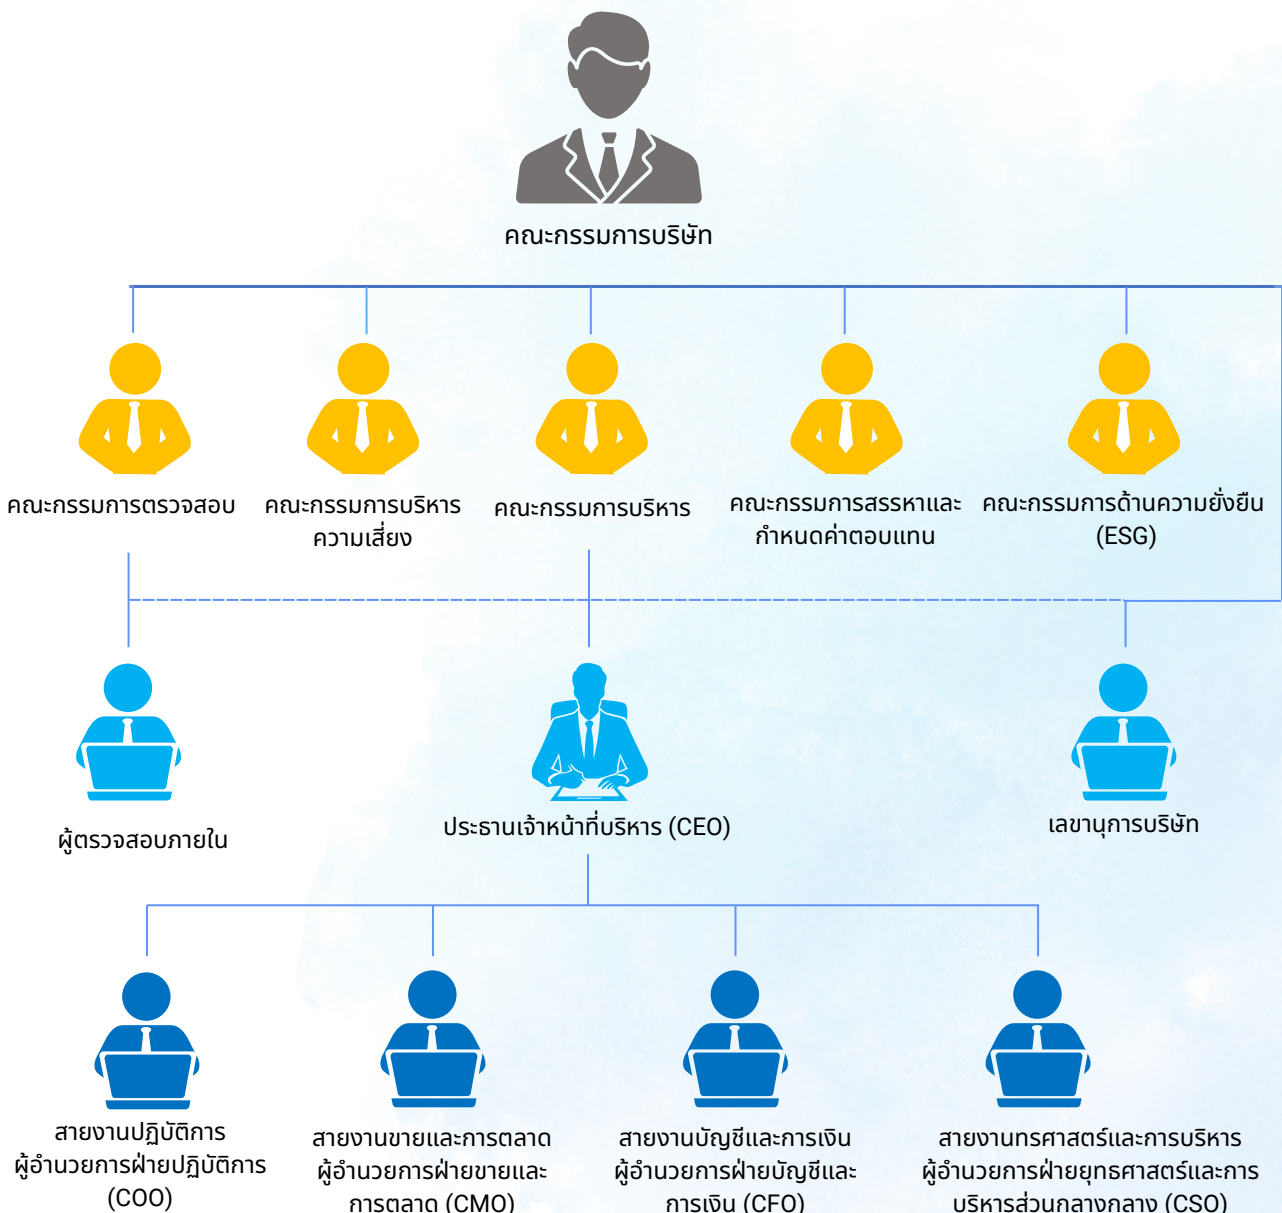 คณะกรรมการบริษัท
คณะกรรมการตรวจสอบ
คณะกรรมการบริหาร
ความเสี่ยง
คณะกรรมการบริหาร
คณะกรรมการสรรหาและ
กำหนดค่าตอบแทน
คณะกรรมการด้านความยั่งยืน
(ESG)
ผู้ตรวจสอบภายใน
ประธานเจ้าหน้าที่บริหาร (CEO)
เลขานุการบริษัท
สายงานปฏิบัติการ
ผู้อำนวยการฝ่ายปฏิบัติการ
(COO)
สายงานขายและการตลาด
ผู้อำนวยการฝ่ายขายและ
การตลาด (CMO)
สายงานบัญชีและการเงิน
ผู้อำนวยการฝ่ายบัญชีและ
การเงิน (CFO)
สายงานทรศาสตร์และการบริหาร
ผู้อำนวยการฝ่ายยุทธศาสตร์และการ
บริหารส่วนกลางกลาง (CSO)